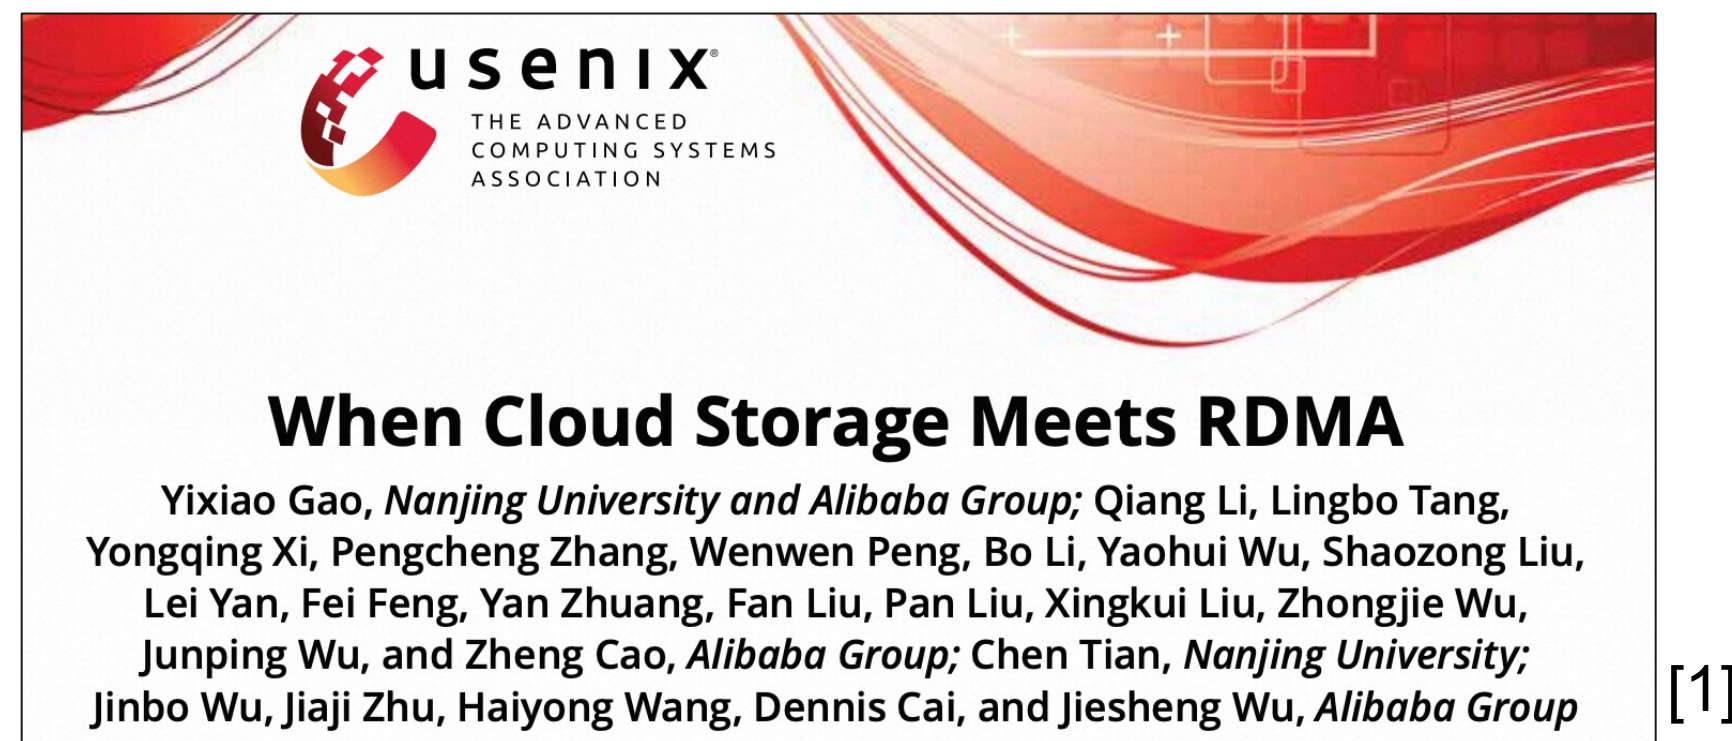 usenix®
THE ADVANCED
COMPUTING SYSTEMS
ASSOCIATION
When Cloud Storage Meets RDMA
Yixiao Gao, Nanjing University and Alibaba Group; Qiang Li, Lingbo Tang,
Yongqing Xi, Pengcheng Zhang, Wenwen Peng, Bo Li, Yaohui Wu, Shaozong Liu,
Lei Yan, Fei Feng, Yan Zhuang, Fan Liu, Pan Liu, Xingkui Liu, Zhongjie Wu,
Junping Wu, and Zheng Cao, Alibaba Group; Chen Tian, Nanjing University;
Jinbo Wu, Jiaji Zhu, Haiyong Wang, Dennis Cai, and Jiesheng Wu, Alibaba Group
[1]